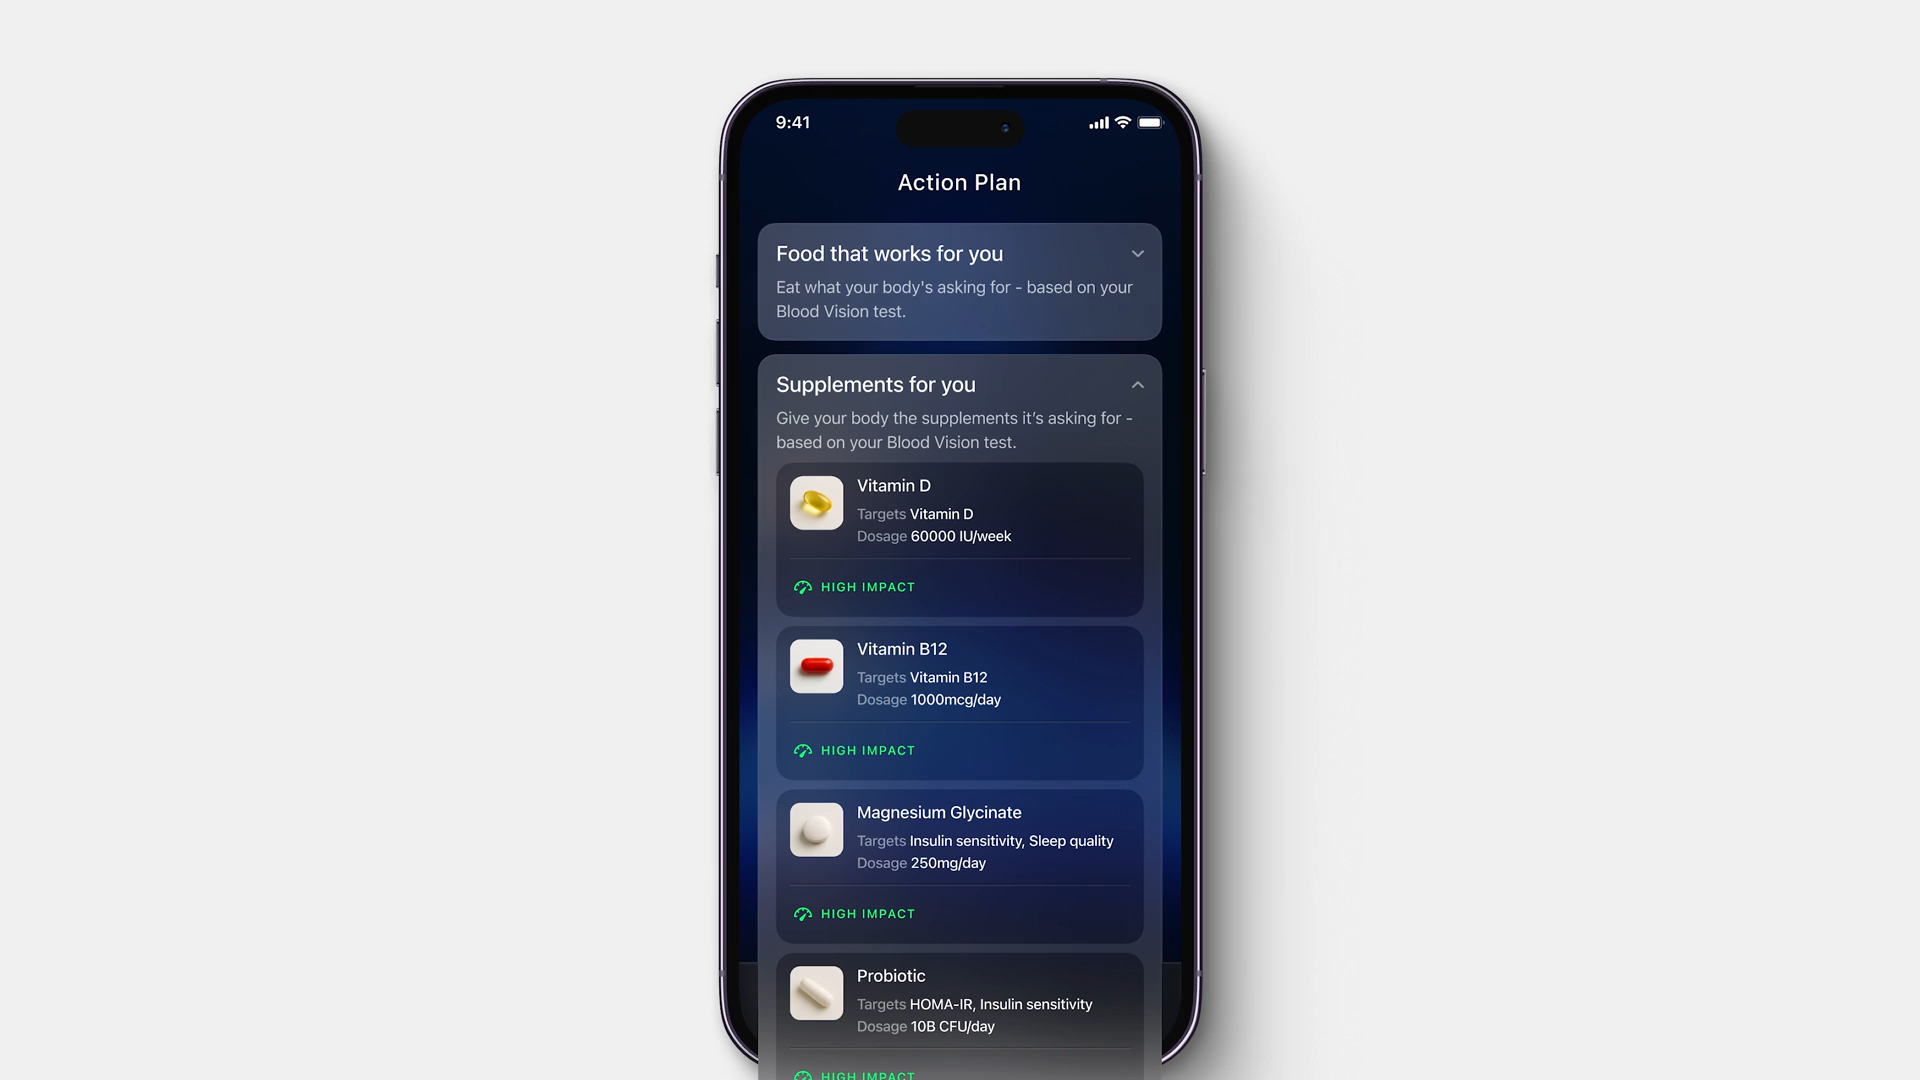 9:41
Action Plan
Food that works for you
Eat what your body's asking for - based on your
Blood Vision test.
Supplements for you
Give your body the supplements it’s asking for -
based on your Blood Vision test.
Vitamin D
Targets Vitamin D
Dosage 60000 IU/week
HIGH IMPACT
Vitamin B12
Targets Vitamin B12
Dosage 1000mcg/day
HIGH IMPACT
Magnesium Glycinate
Targets Insulin sensitivity, Sleep quality
Dosage 250mg/day
HIGH IMPACT
Probiotic
Targets HOMA-IR, Insulin sensitivity
Dosage 10B CFU/day
HIGH IMPACT